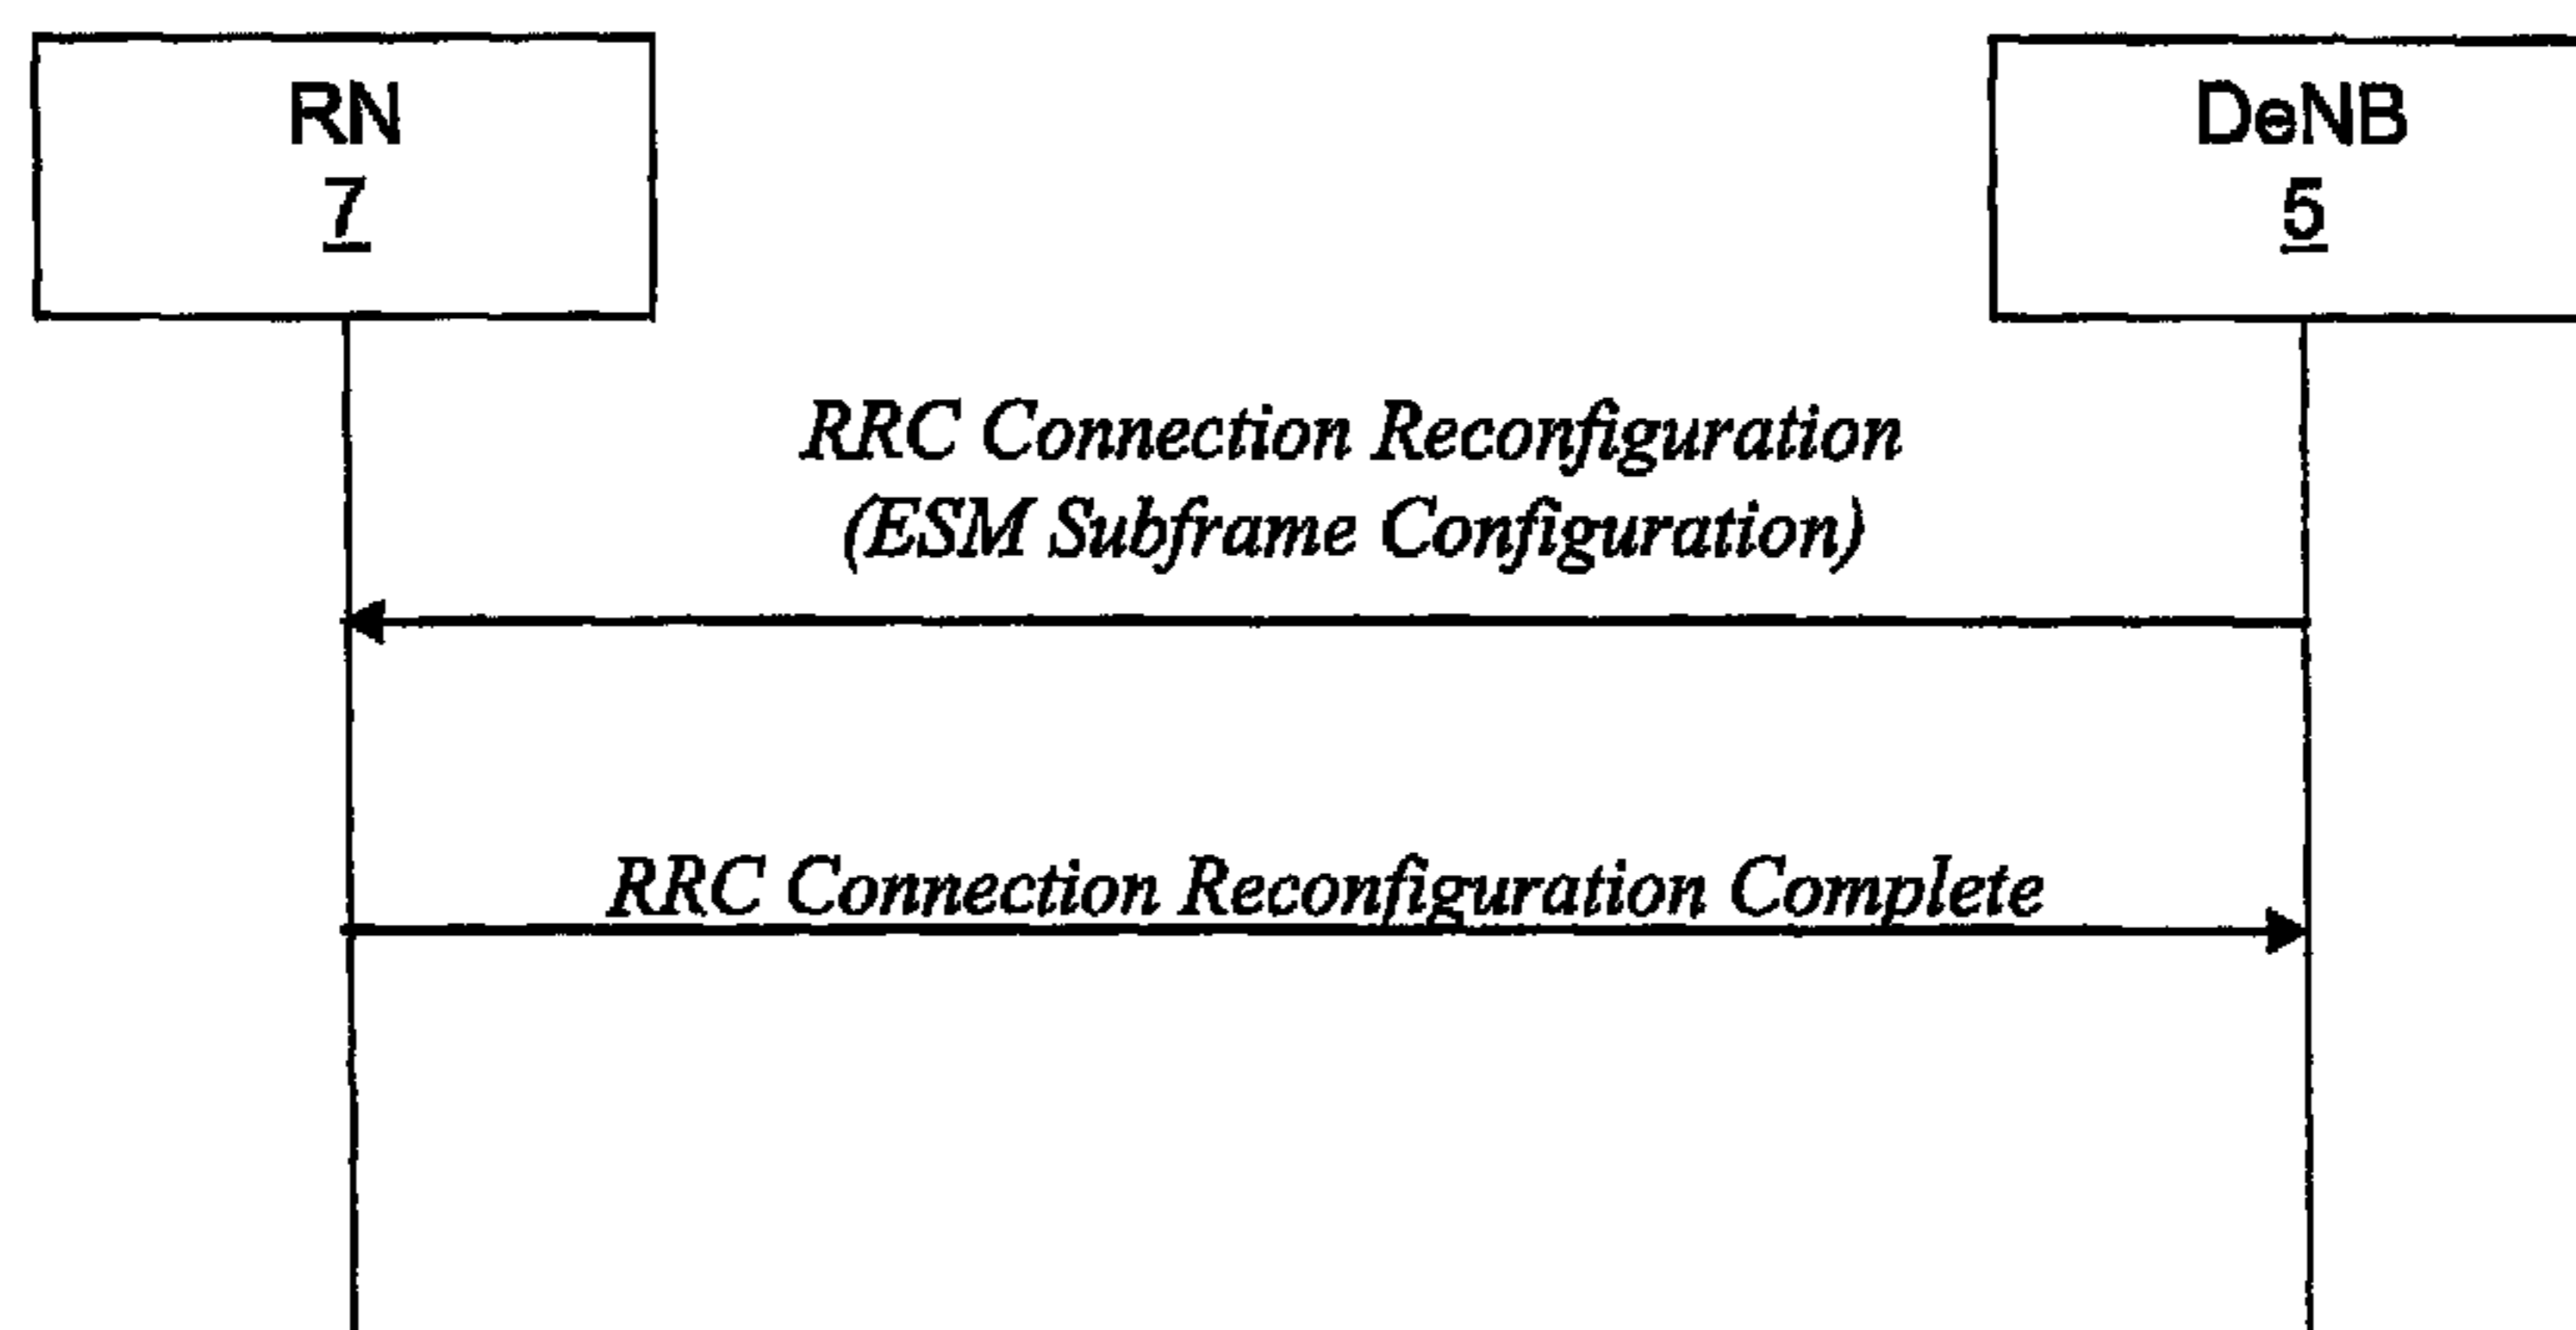 RN
7
DeNB
5
RRC Connection Reconfiguration
(ESM Subframe Configuration)
RRC Connection Reconfiguration Complete